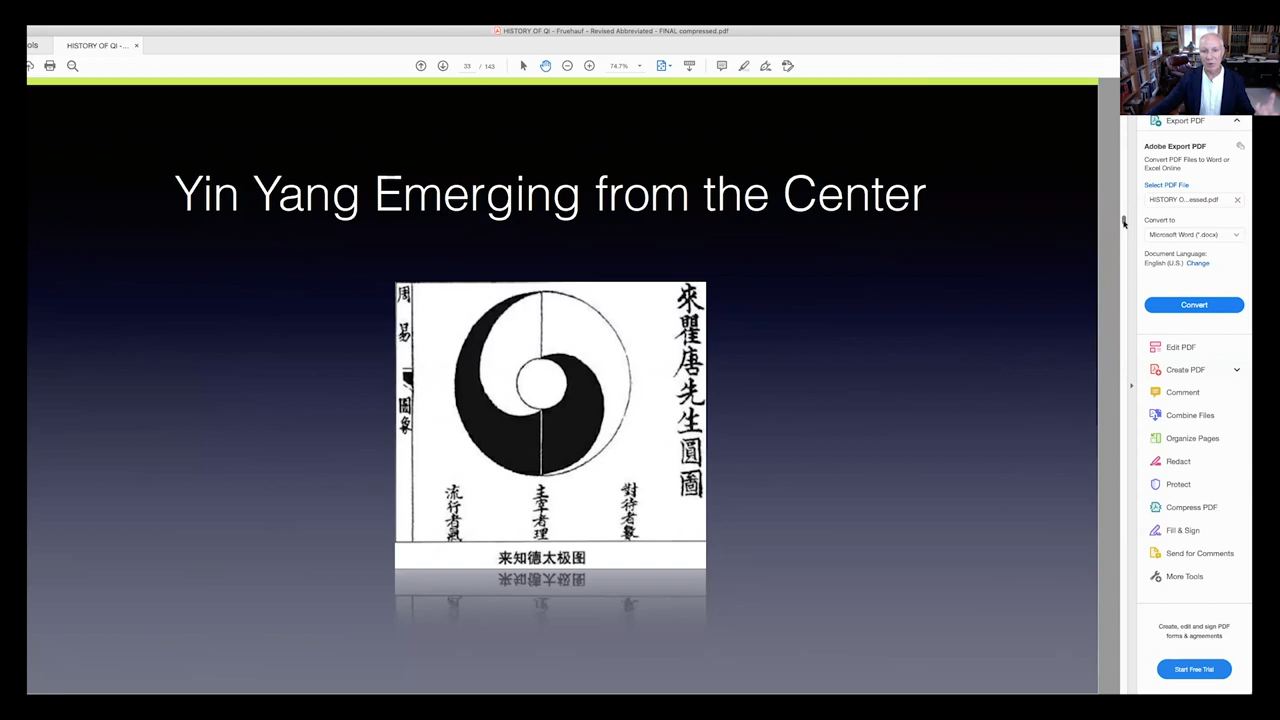 HISTORY OF QI - Fruehauf - Revised Abbreviated - FINAL compressed.pdf
ols
HISTORY OF QI -... ×
33 / 143
74.7%
Export PDF
Adobe Export PDF
Convert PDF Files to Word or
Excel Online
Select PDF File
HISTORY O...essed.pdf
Convert to
Microsoft Word (*.docx)
Document Language:
English (U.S.) Change
Convert
Edit PDF
Create PDF
Comment
Combine Files
Organize Pages
Redact
Protect
Compress PDF
Fill & Sign
Send for Comments
More Tools
Create, edit and sign PDF
forms & agreements
Start Free Trial
Yin Yang Emerging from the Center
來瞿唐先生圓圖
對待者數
主宰者理
流行者氣
周易
圖象
来知德太极图